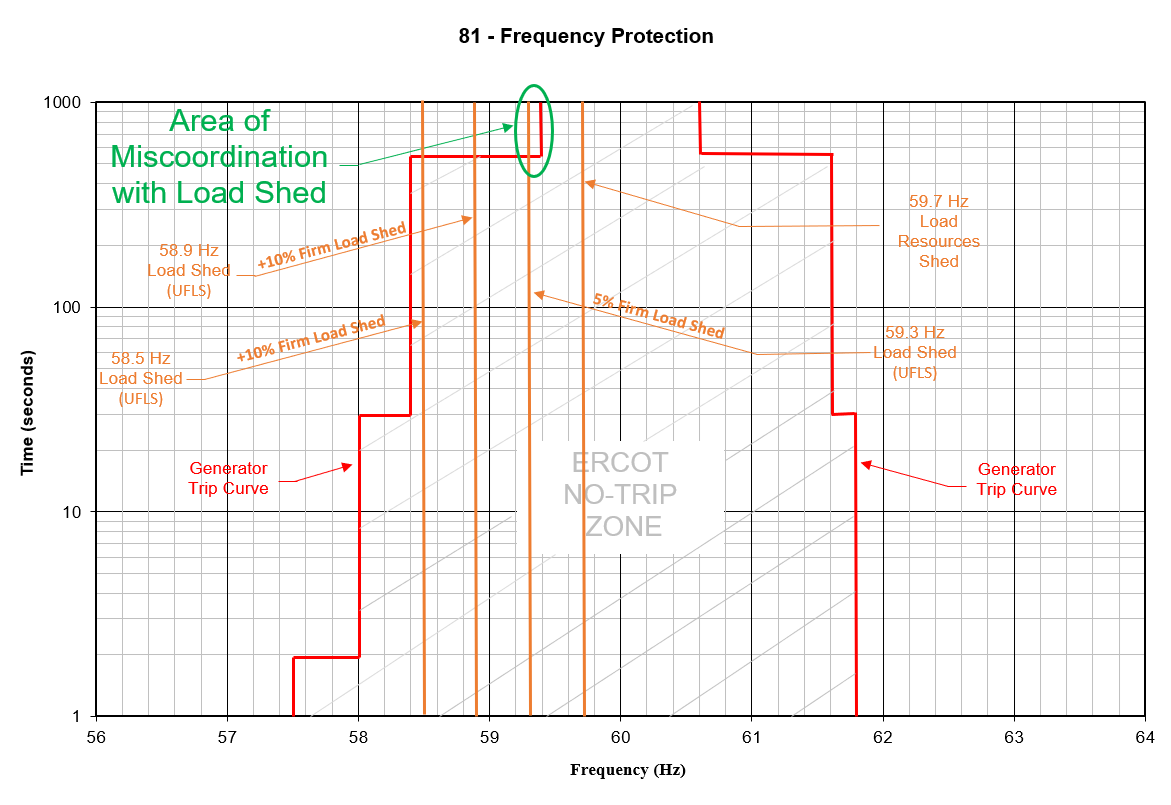 81 - Frequency Protection
1000
100
10
1
Time (seconds)
Area of
Miscoordination
with Load Shed
58.9 Hz
Load Shed
(UFLS)
+10% Firm Load Shed
58.5 Hz
Load Shed
(UFLS)
+10% Firm Load Shed
59.7 Hz
Load
Resources
Shed
5% Firm Load Shed
59.3 Hz
Load Shed
(UFLS)
Generator
Trip Curve
ERCOT
NO-TRIP
ZONE
Generator
Trip Curve
56 57 58 59 60 61 62 63 64
Frequency (Hz)